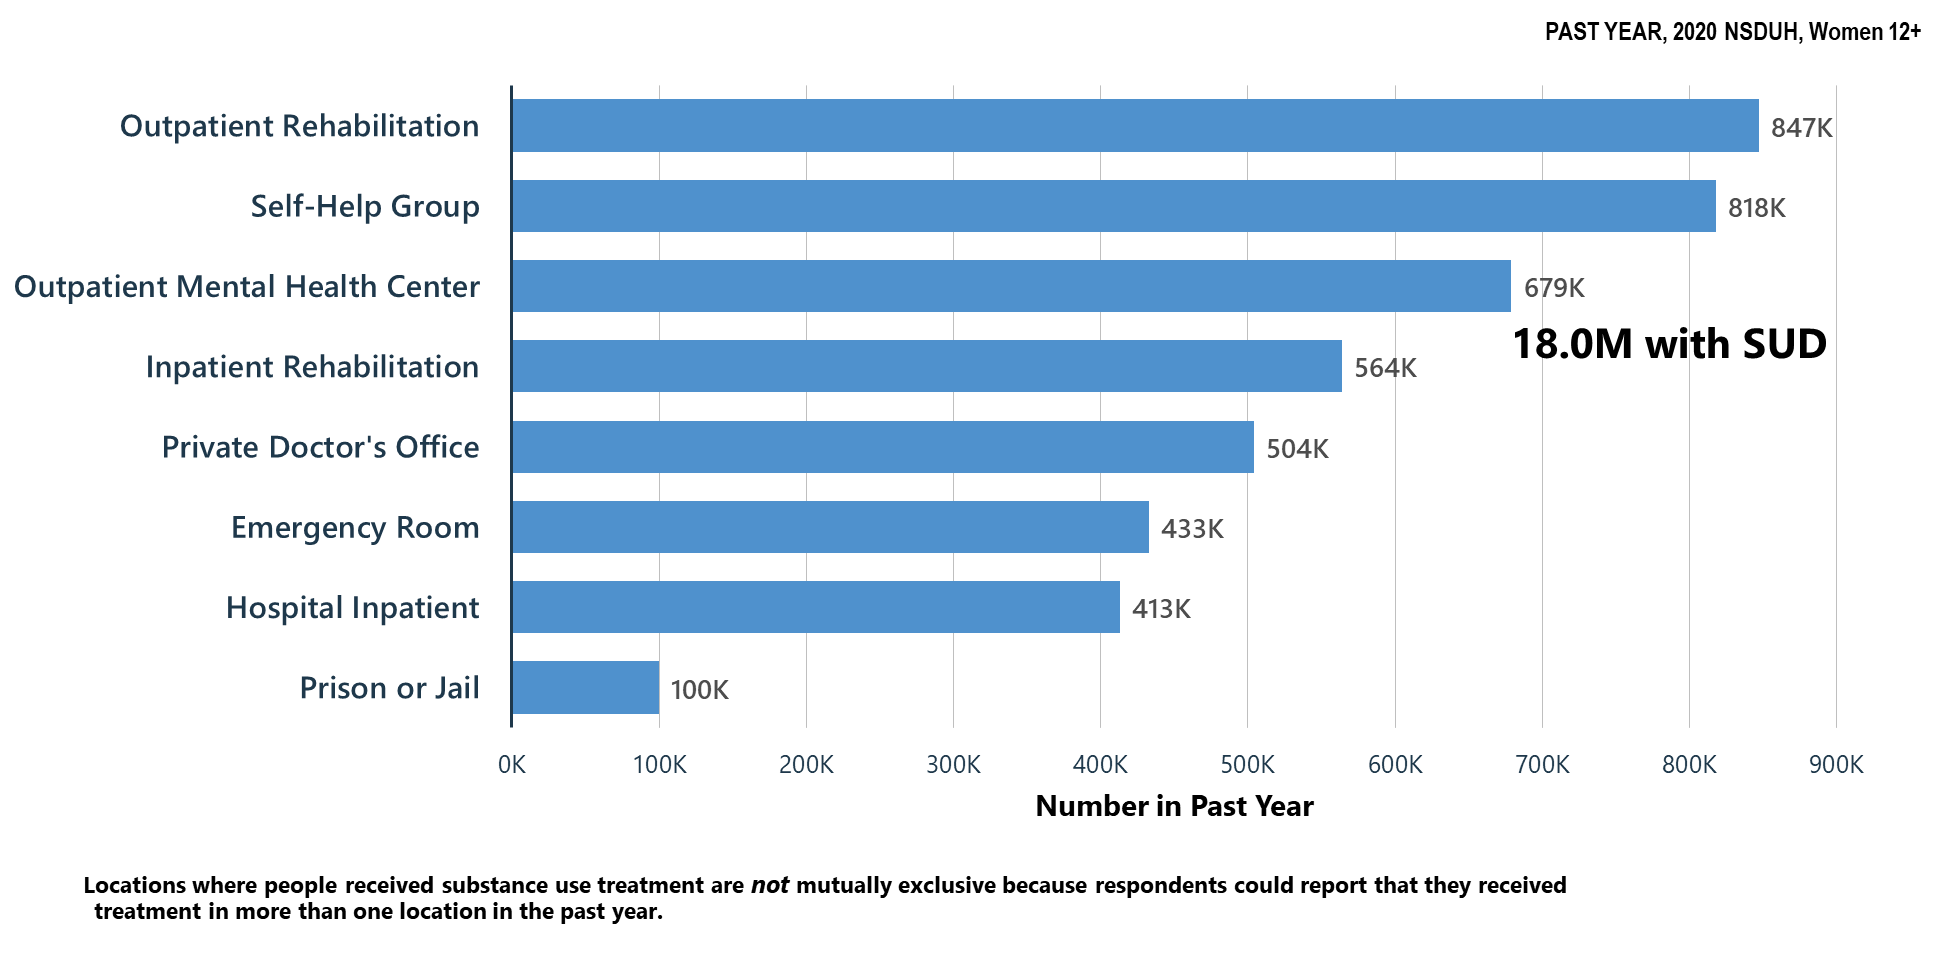 PAST YEAR, 2020 NSDUH, Women 12+
Outpatient Rehabilitation
847K
Self-Help Group
818K
Outpatient Mental Health Center
679K
18.0M with SUD
Inpatient Rehabilitation
564K
Private Doctor's Office
504K
Emergency Room
433K
Hospital Inpatient
413K
Prison or Jail
100K
0K 100K 200K 300K 400K 500K 600K 700K 800K 900K
Number in Past Year
Locations where people received substance use treatment are not mutually exclusive because respondents could report that they received
treatment in more than one location in the past year.